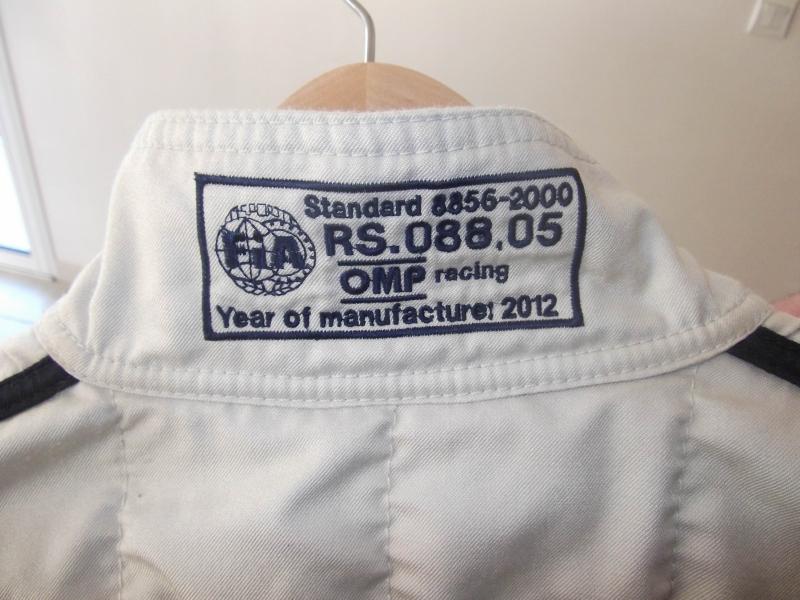 Standard 8856-2000
FIA
RS.088.05
OMP racing
Year of manufacture: 2012